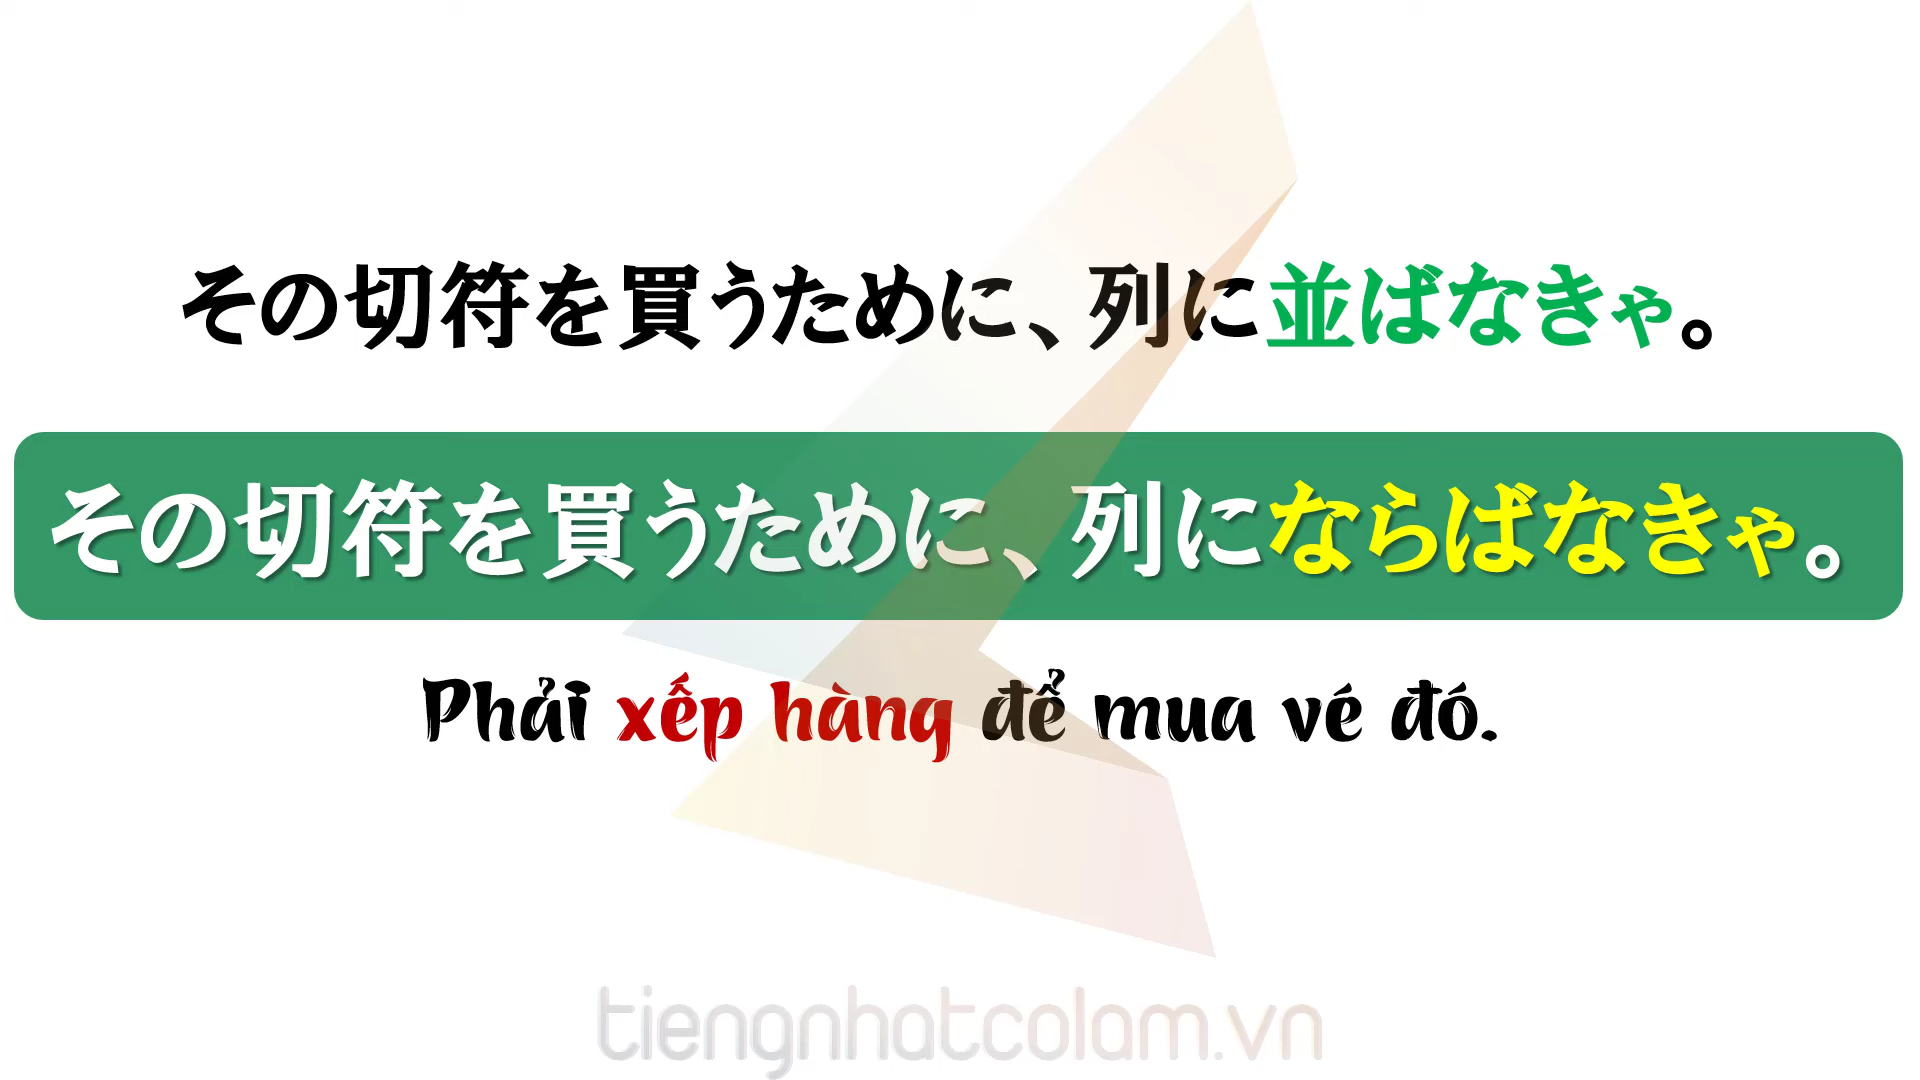 その切符を買うために、列に並ばなきゃ。
その切符を買うために、列にならばなきゃ。
Phải xếp hàng để mua vé đó.
tiengnhatcolam.vn